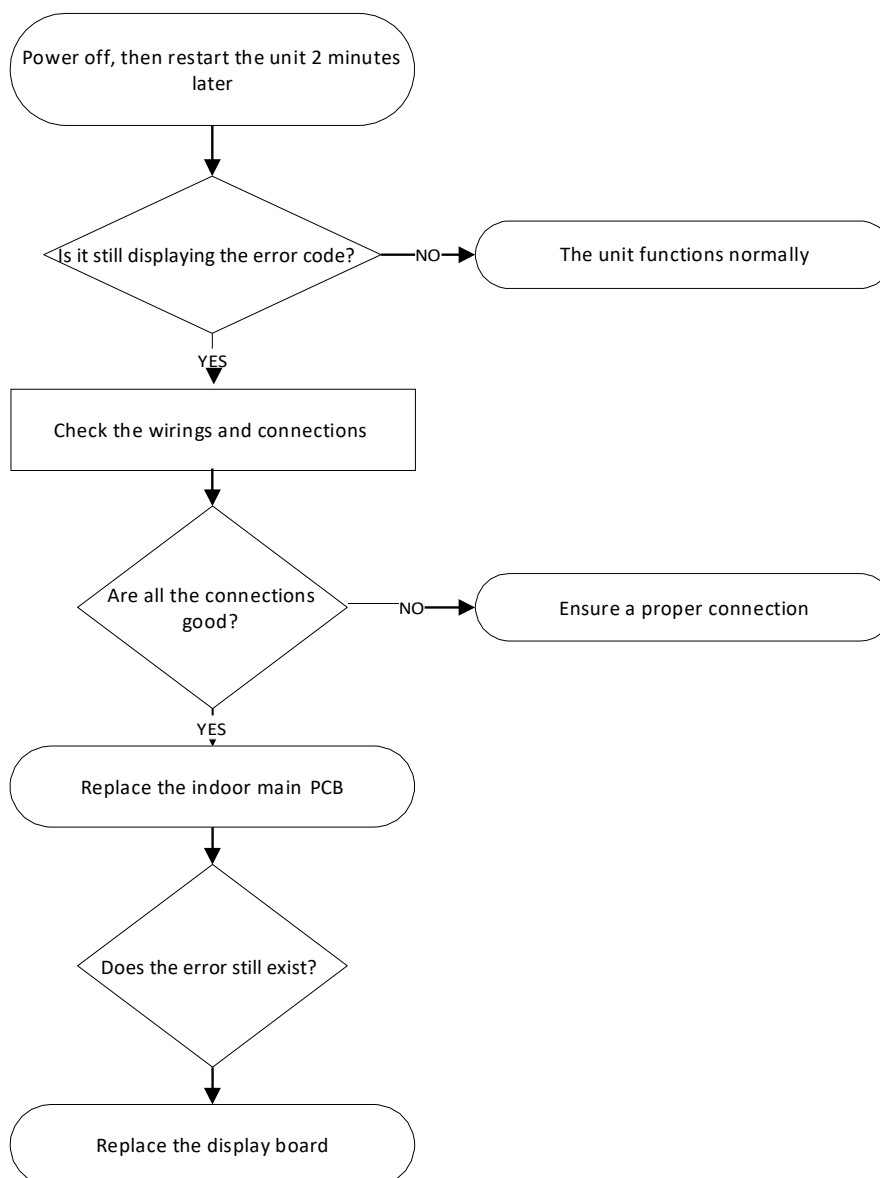 Power off, then restart the unit 2 minutes
later
Is it still displaying the error code?
NO
The unit functions normally
YES
Check the wirings and connections
Are all the connections
good?
NO
Ensure a proper connection
YES
Replace the indoor main PCB
Does the error still exist?
Replace the display board